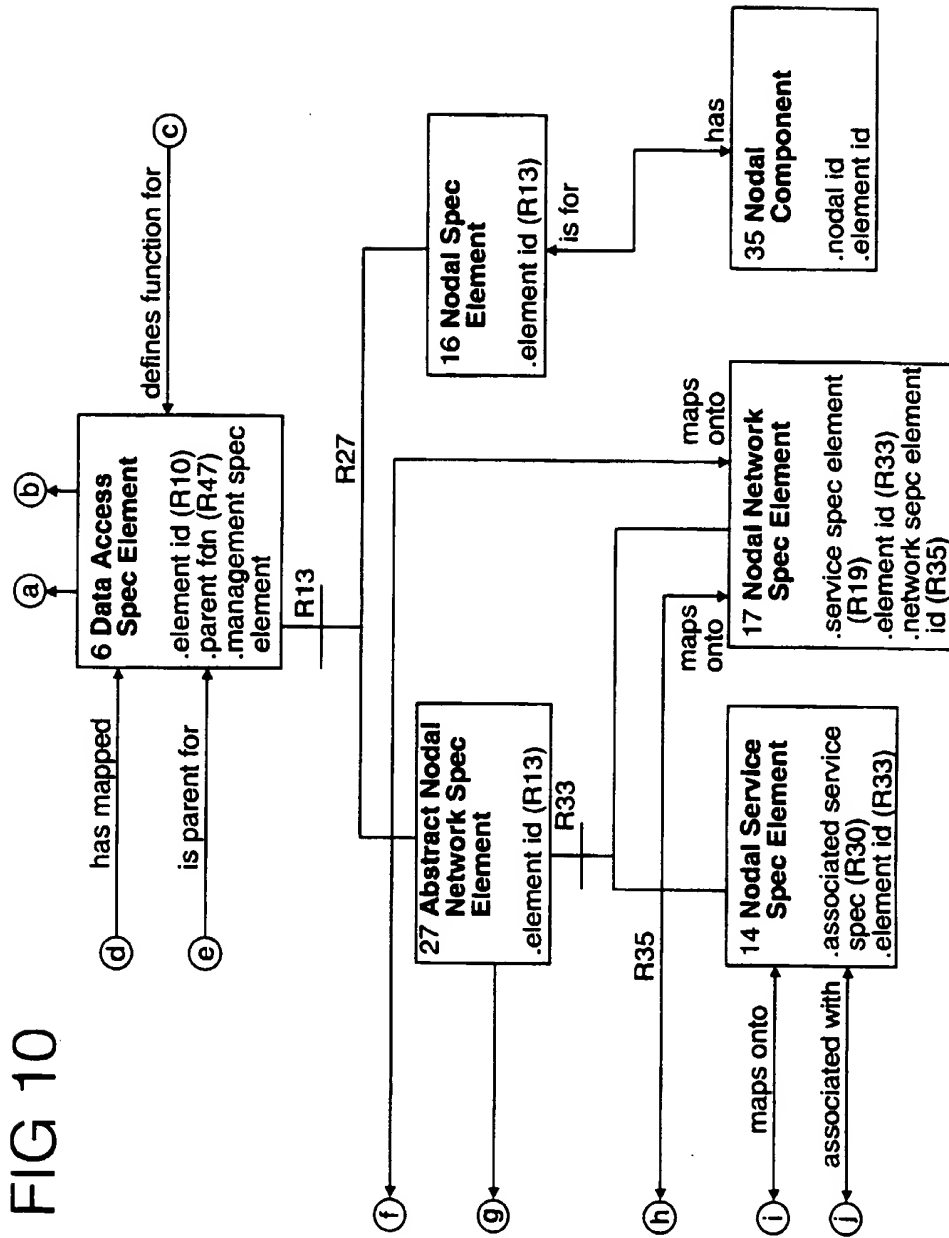 FIG 10
a
b
d
has mapped
e
is parent for
6 Data Access
Spec Element
.element id (R10)
.parent fdn (R47)
.management spec
element
defines function for
c
R13
R27
f
g
27 Abstract Nodal
Network Spec
Element
.element id (R13)
R33
16 Nodal Spec
Element
.element id (R13)
is for
h
R35
maps
onto
maps
onto
has
i
maps onto
j
associated with
14 Nodal Service
Spec Element
.associated service
spec (R30)
.element id (R33)
17 Nodal Network
Spec Element
.service spec element
(R19)
.element id (R33)
.network sepc element
id (R35)
35 Nodal
Component
.nodal id
.element id